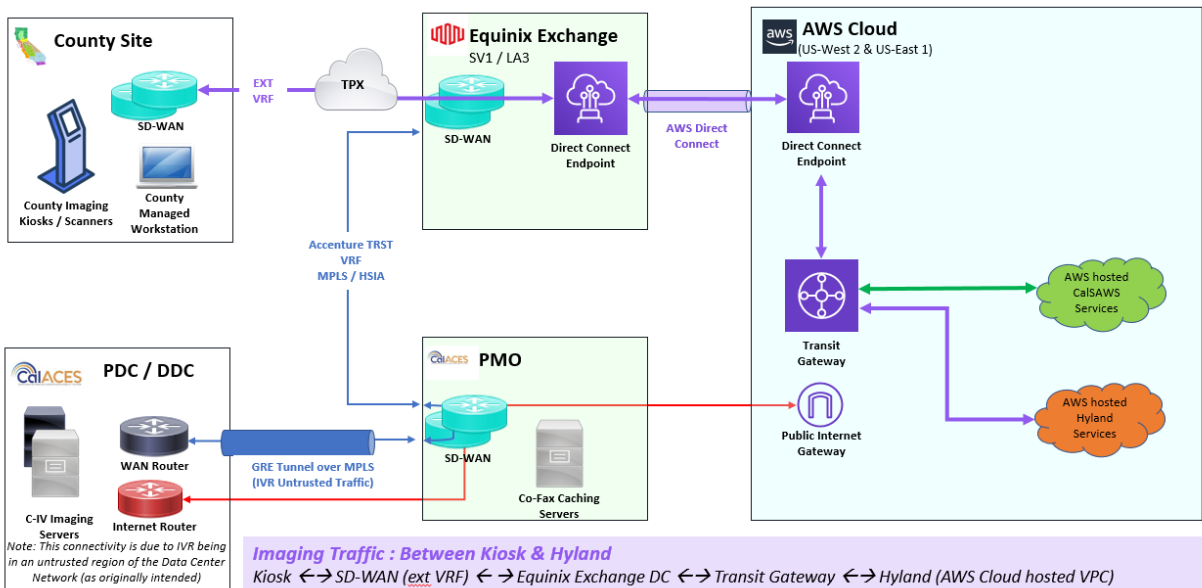 County Site
SD-WAN
County Imaging
Kiosks / Scanners
County
Managed
Workstation
EXT
VRF
TPX
Equinix Exchange
SV1 / LA3
SD-WAN
Direct Connect
Endpoint
AWS Direct
Connect
aws
AWS Cloud
(US-West 2 & US-East 1)
Direct Connect
Endpoint
Transit
Gateway
AWS hosted
CalSAWS
Services
AWS hosted
Hyland
Services
Public Internet
Gateway
Accenture TRST
VRF
MPLS / HSIA
CalACES
PDC / DDC
WAN Router
Internet Router
C-IV Imaging
Servers
Note: This connectivity is due to IVR being
in an untrusted region of the Data Center
Network (as originally intended)
GRE Tunnel over MPLS
(IVR Untrusted Traffic)
CalACES
PMO
SD-WAN
Co-Fax Caching
Servers
Imaging Traffic : Between Kiosk & Hyland
Kiosk ←→ SD-WAN (ext VRF) ← → Equinix Exchange DC ←→ Transit Gateway ←→ Hyland (AWS Cloud hosted VPC)